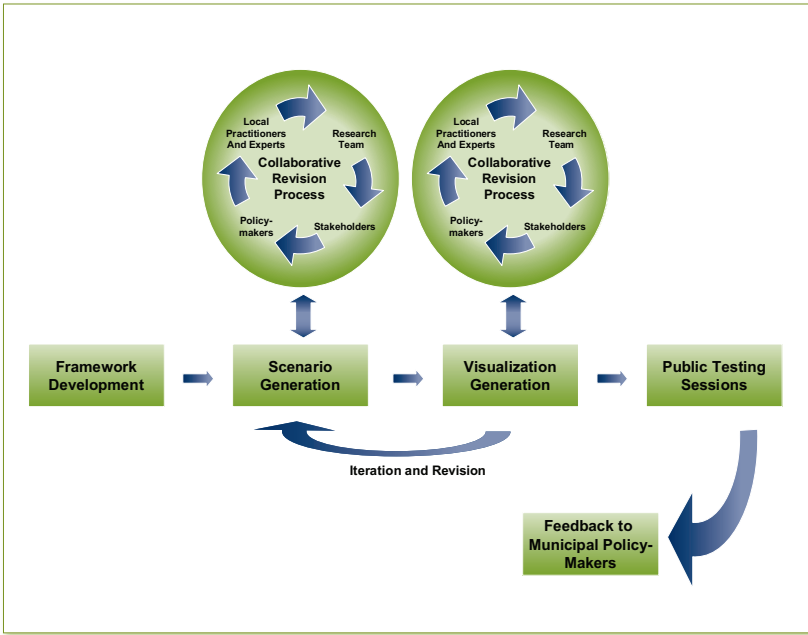 Local
Practitioners
And Experts
Research
Team
Collaborative
Revision
Process
Policy-
makers
Stakeholders
Local
Practitioners
And Experts
Research
Team
Collaborative
Revision
Process
Policy-
makers
Stakeholders
Framework
Development
Scenario
Generation
Visualization
Generation
Public Testing
Sessions
Iteration and Revision
Feedback to
Municipal Policy-
Makers